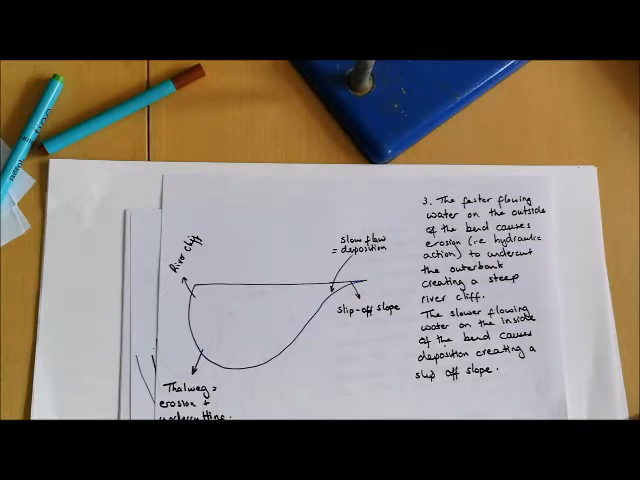 River Cliff
slow flow
= deposition
slip-off slope
Thalweg =
erosion +
undercutting.
3. The faster flowing
water on the outside
of the bend causes
erosion (i.e hydraulic
action) to undercut
the outerbank
creating a steep
river cliff.
The slower flowing
water on the inside
of the bend causes
deposition creating a
slip off slope.